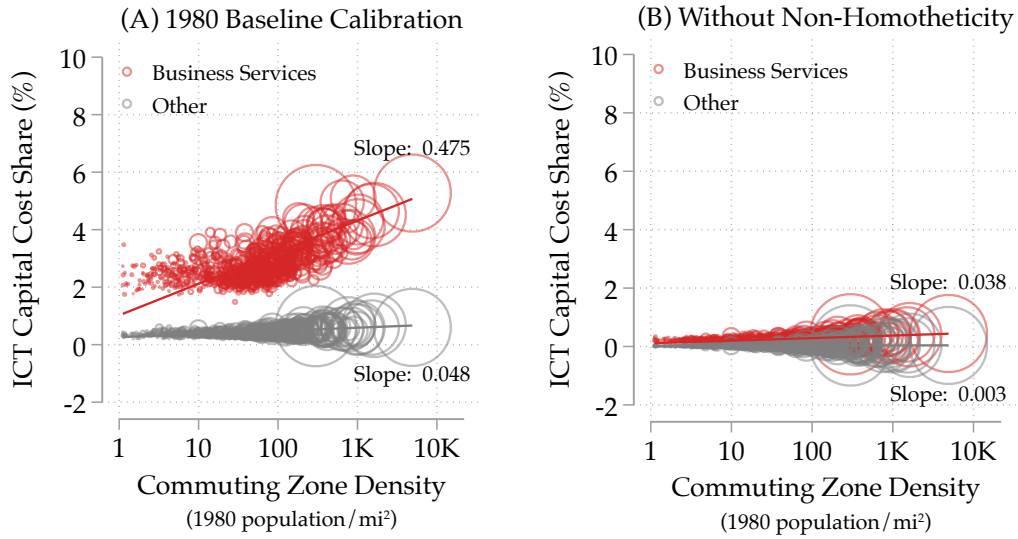 (A) 1980 Baseline Calibration
ICT Capital Cost Share (%)
10
8
6
4
2
0
-2
Business Services
Other
Slope: 0.475
Slope: 0.048
1 10 100 1K 10K
Commuting Zone Density
(1980 population/mi²)
(B) Without Non-Homotheticity
ICT Capital Cost Share (%)
10
8
6
4
2
0
-2
Business Services
Other
Slope: 0.038
Slope: 0.003
1 10 100 1K 10K
Commuting Zone Density
(1980 population/mi²)